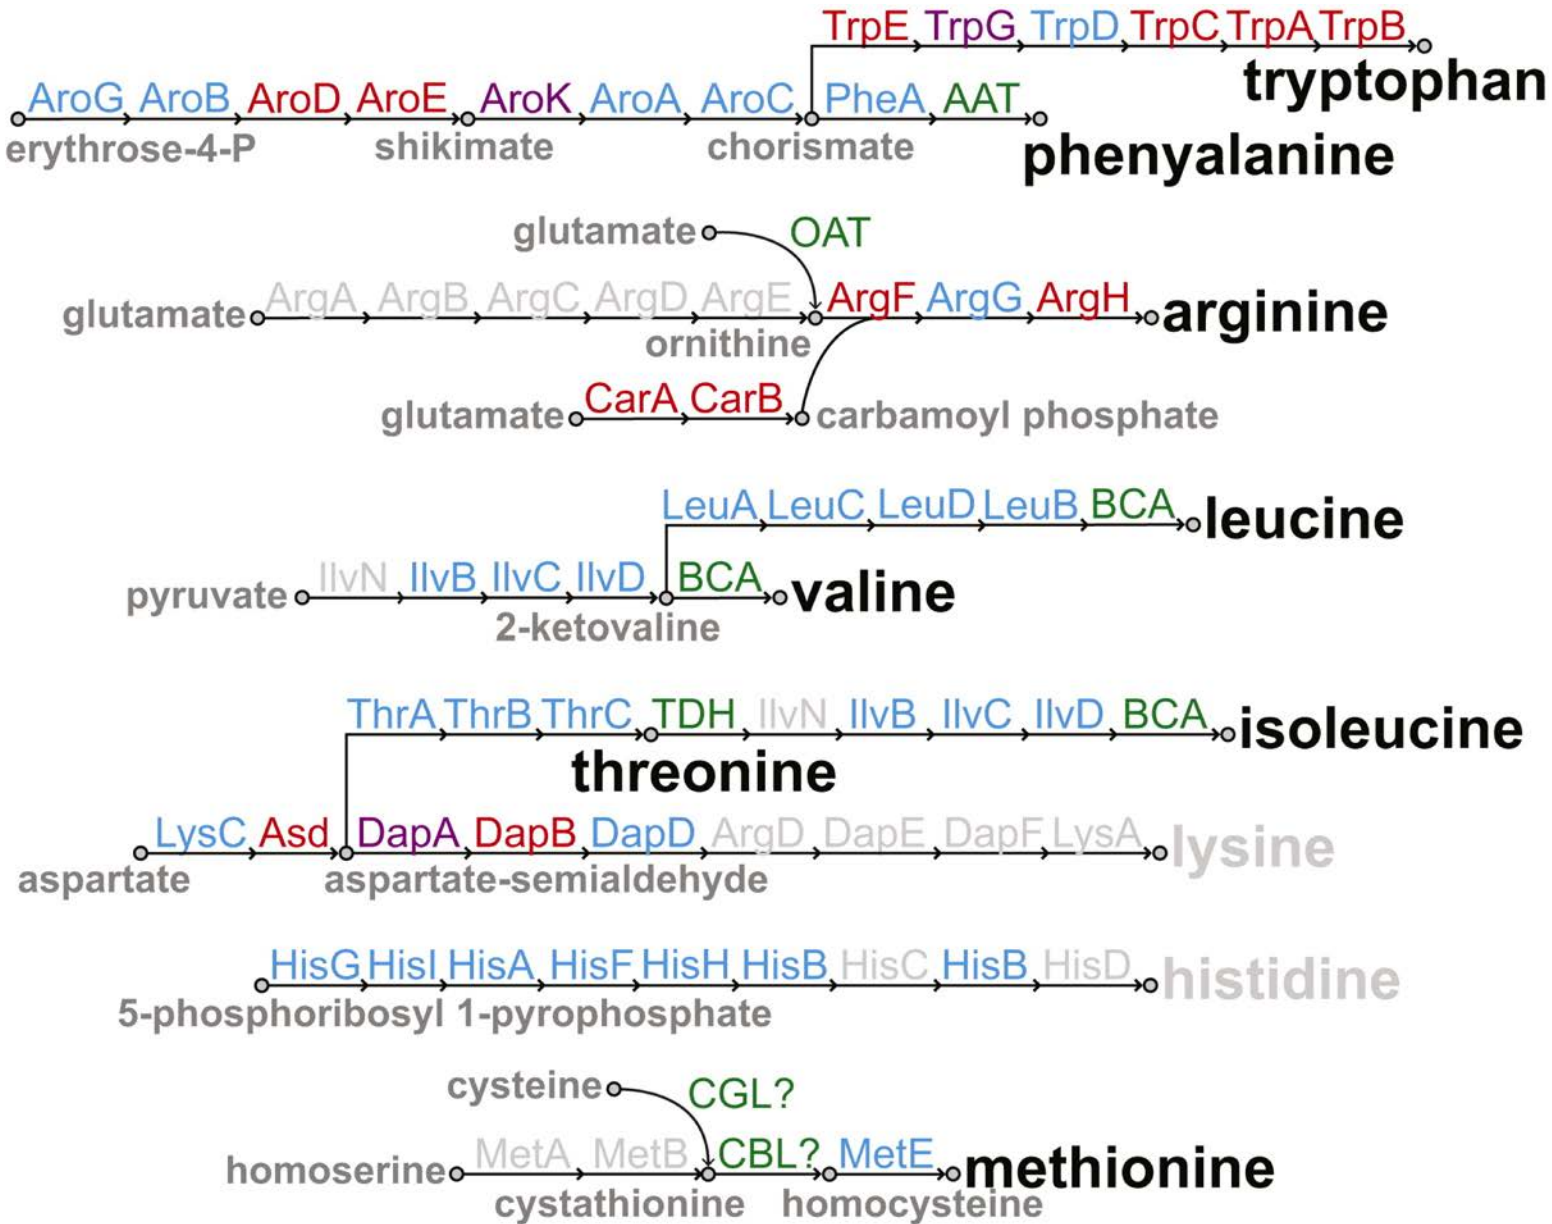 TrpE TrpG TrpD TrpC TrpA TrpB
tryptophan
AroG AroB AroD AroE AroK AroA AroC PheA AAT
erythrose-4-P shikimate chorismate
phenyalanine
glutamate OAT
glutamate ArgA ArgB ArgC ArgD ArgE ArgF ArgG ArgH arginine
ornithine
glutamate CarA CarB carbamoyl phosphate
LeuA LeuC LeuD LeuB BCA leucine
pyruvate IlvN IlvB IlvC IlvD BCA valine
2-ketovaline
ThrA ThrB ThrC TDH IlvN IlvB IlvC IlvD BCA isoleucine
threonine
LysC Asd DapA DapB DapD ArgD DapE DapF LysA lysine
aspartate aspartate-semialdehyde
HisG HisI HisA HisF HisH HisB HisC HisB HisD histidine
5-phosphoribosyl 1-pyrophosphate
cysteine CGL?
homoserine MetA MetB CBL? MetE methionine
cystathionine homocysteine